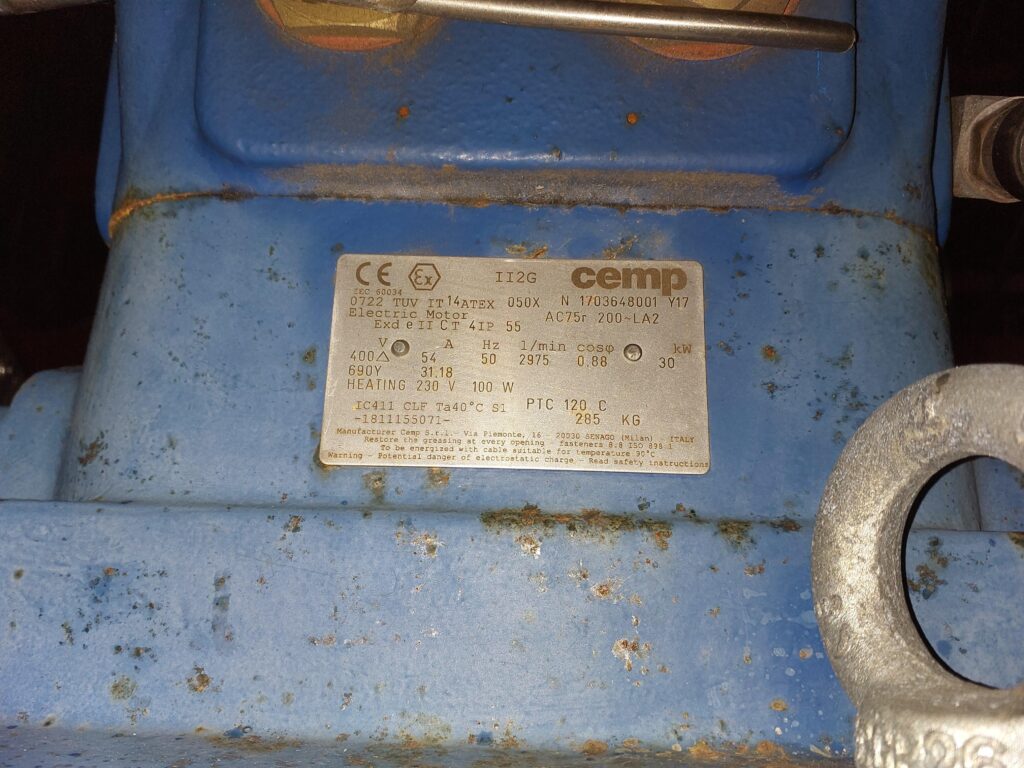 CE Ex II2G cemp
IEC 60034
0722 TUV IT 14 ATEX 050X N 1703648001 Y17
Electric Motor AC75r 200~LA2
Exd e II C T 4 IP 55
V A Hz 1/min cosφ kW
400△ 54 50 2975 0.88 30
690Y 31.18
HEATING 230 V 100 W
IC411 CLF Ta40°C S1 PTC 120 C
-1811155071- 285 KG
Manufacturer Cemp S.r.l.- Via Piemonte, 16 - 20030 SENAGO (Milan) - ITALY
Restore the greasing at every opening - fasteners 8.8 ISO 898.1
To be energized with cable suitable for temperature 90°C
Warning - Potential danger of electrostatic charge - Read safety instructions